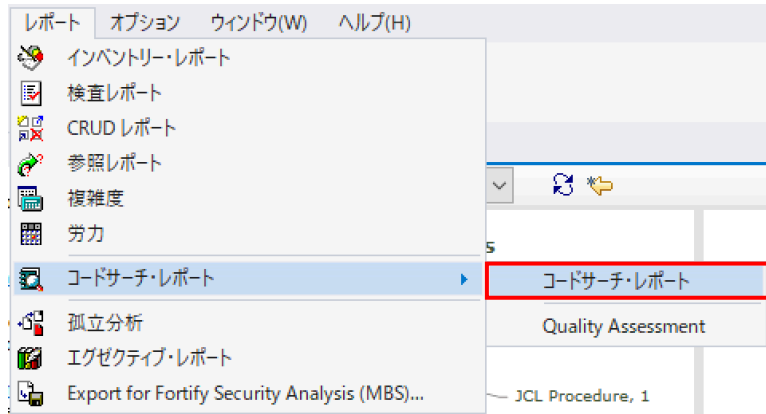 レポート オプション ウィンドウ(W) ヘルプ(H)
インベントリー・レポート
検査レポート
CRUD レポート
参照レポート
複雑度
労力
コードサーチ・レポート
コードサーチ・レポート
孤立分析
Quality Assessment
エグゼクティブ・レポート
Export for Fortify Security Analysis (MBS)...
JCL Procedure, 1